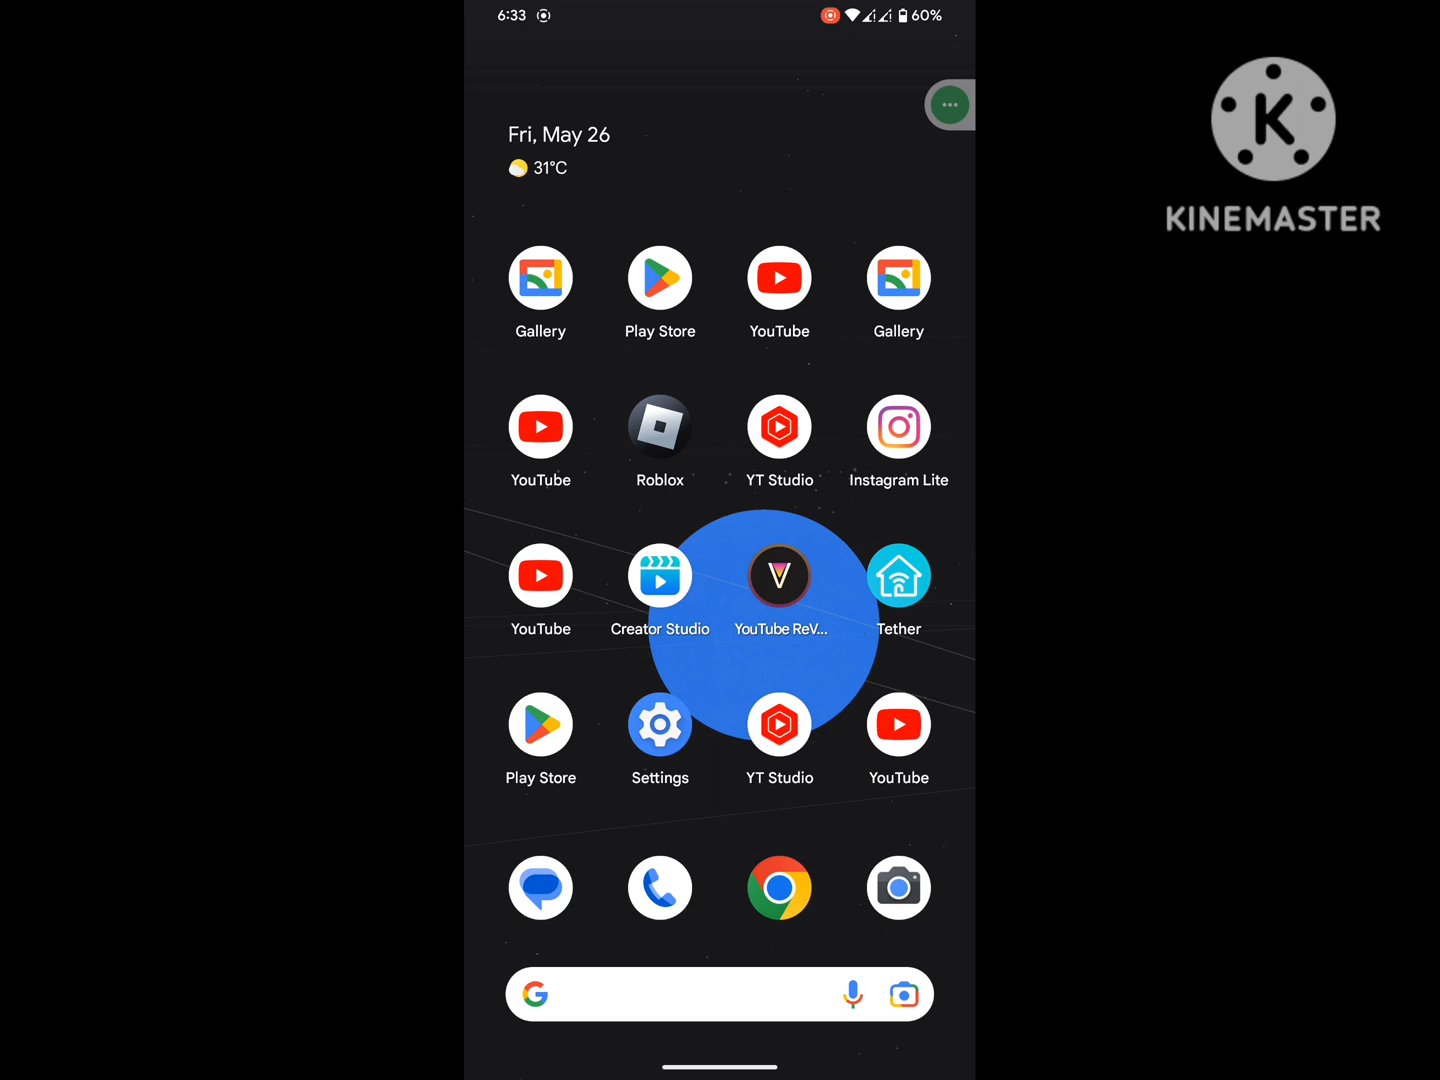 6:33
60%
Fri, May 26
31°C
K
KINEMASTER
Gallery
Play Store
YouTube
Gallery
YouTube
Roblox
YT Studio
Instagram Lite
YouTube
Creator Studio
YouTube ReV...
Tether
Play Store
Settings
YT Studio
YouTube